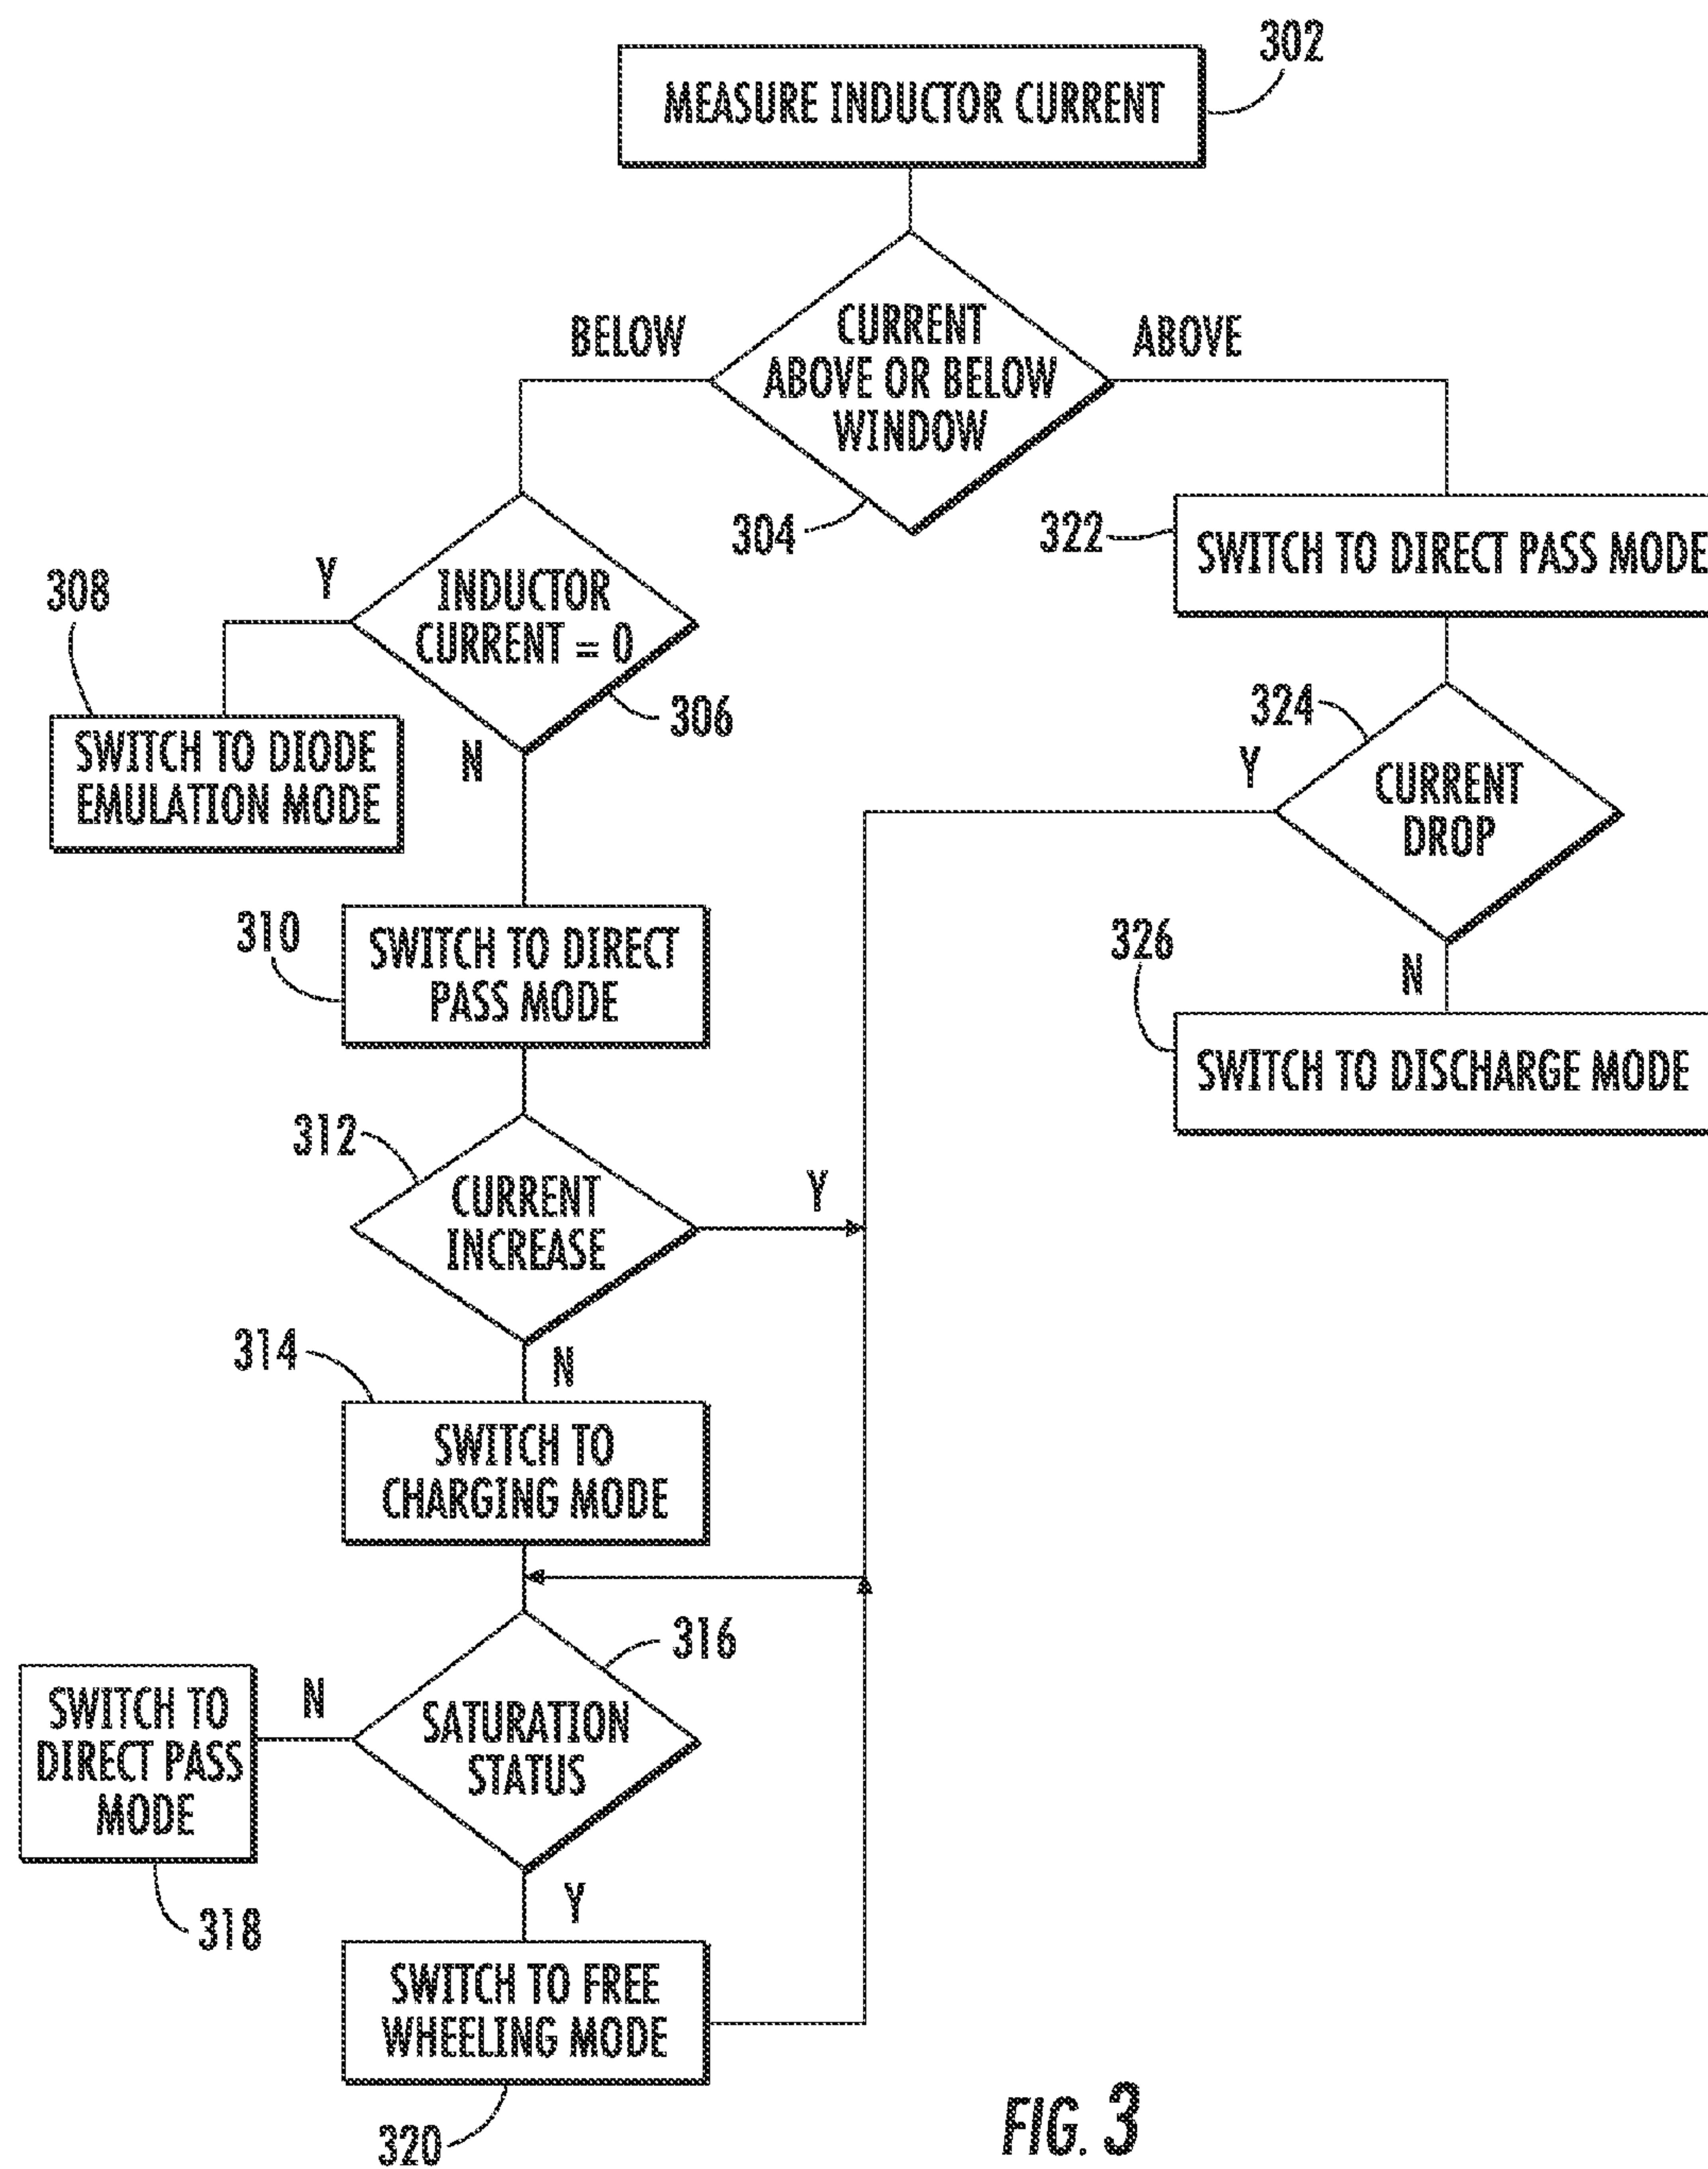 302
MEASURE INDUCTOR CURRENT
BELOW
CURRENT
ABOVE OR BELOW
WINDOW
ABOVE
304
322
SWITCH TO DIRECT PASS MODE
308
Y
INDUCTOR
CURRENT = 0
306
N
SWITCH TO DIODE
EMULATION MODE
324
Y
CURRENT
DROP
N
310
SWITCH TO DIRECT
PASS MODE
326
SWITCH TO DISCHARGE MODE
312
CURRENT
INCREASE
Y
N
314
SWITCH TO
CHARGING MODE
316
SATURATION
STATUS
N
SWITCH TO
DIRECT PASS
MODE
318
Y
SWITCH TO FREE
WHEELING MODE
320
FIG. 3